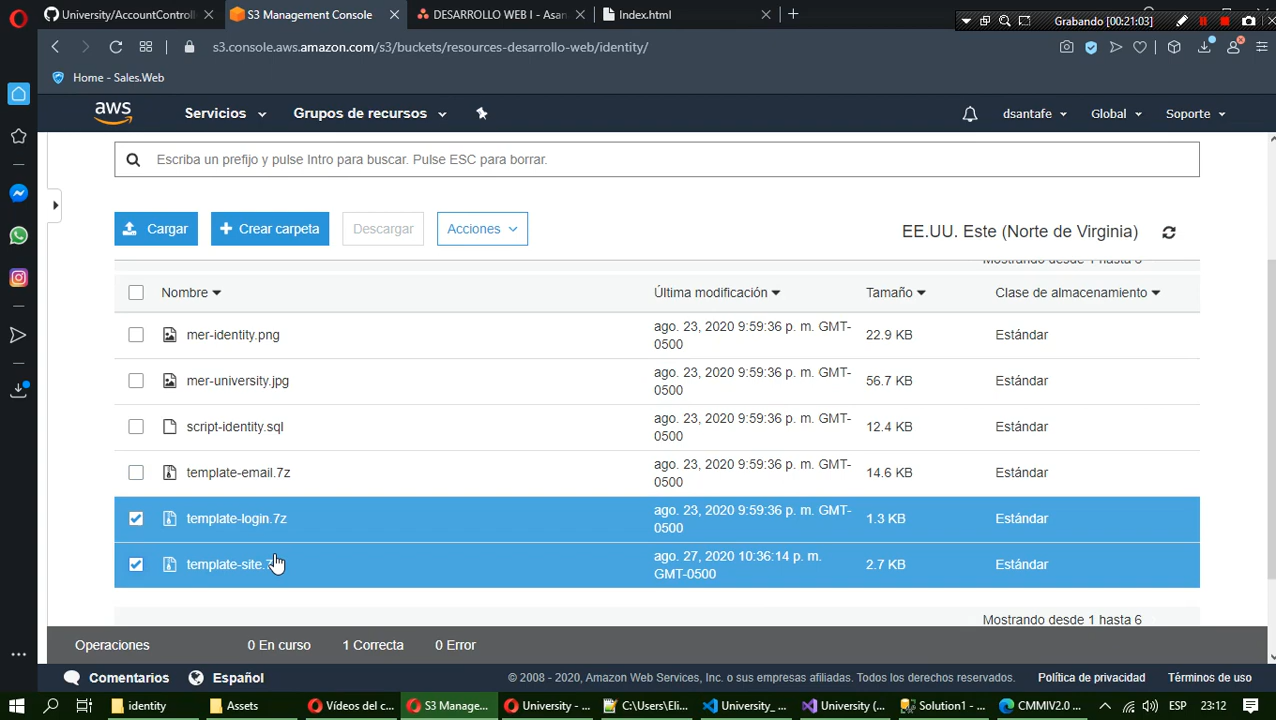 University/AccountControll
S3 Management Console
DESARROLLO WEB I - Asan
Index.html
Grabando [00:21:03]
s3.console.aws.amazon.com/s3/buckets/resources-desarrollo-web/identity/
Home - Sales.Web
aws
Servicios
Grupos de recursos
dsantafe
Global
Soporte
Escriba un prefijo y pulse Intro para buscar. Pulse ESC para borrar.
Cargar
Crear carpeta
Descargar
Acciones
EE.UU. Este (Norte de Virginia)
Mostrando desde 1 hasta 6
Nombre
Última modificación
Tamaño
Clase de almacenamiento
mer-identity.png
ago. 23, 2020 9:59:36 p. m. GMT-
0500
22.9 KB
Estándar
mer-university.jpg
ago. 23, 2020 9:59:36 p. m. GMT-
0500
56.7 KB
Estándar
script-identity.sql
ago. 23, 2020 9:59:36 p. m. GMT-
0500
12.4 KB
Estándar
template-email.7z
ago. 23, 2020 9:59:36 p. m. GMT-
0500
14.6 KB
Estándar
template-login.7z
ago. 23, 2020 9:59:36 p. m. GMT-
0500
1.3 KB
Estándar
template-site.7
ago. 27, 2020 10:36:14 p. m.
GMT-0500
2.7 KB
Estándar
Mostrando desde 1 hasta 6
Operaciones
0 En curso
1 Correcta
0 Error
Comentarios
Español
© 2008 - 2020, Amazon Web Services, Inc. o sus empresas afiliadas. Todos los derechos reservados.
Política de privacidad
Términos de uso
identity
Assets
Vídeos del c...
S3 Manage...
University - ...
C:\Users\Eli...
University_ ...
University (...
Solution1 - ...
CMMIV2.0 ...
ESP
23:12